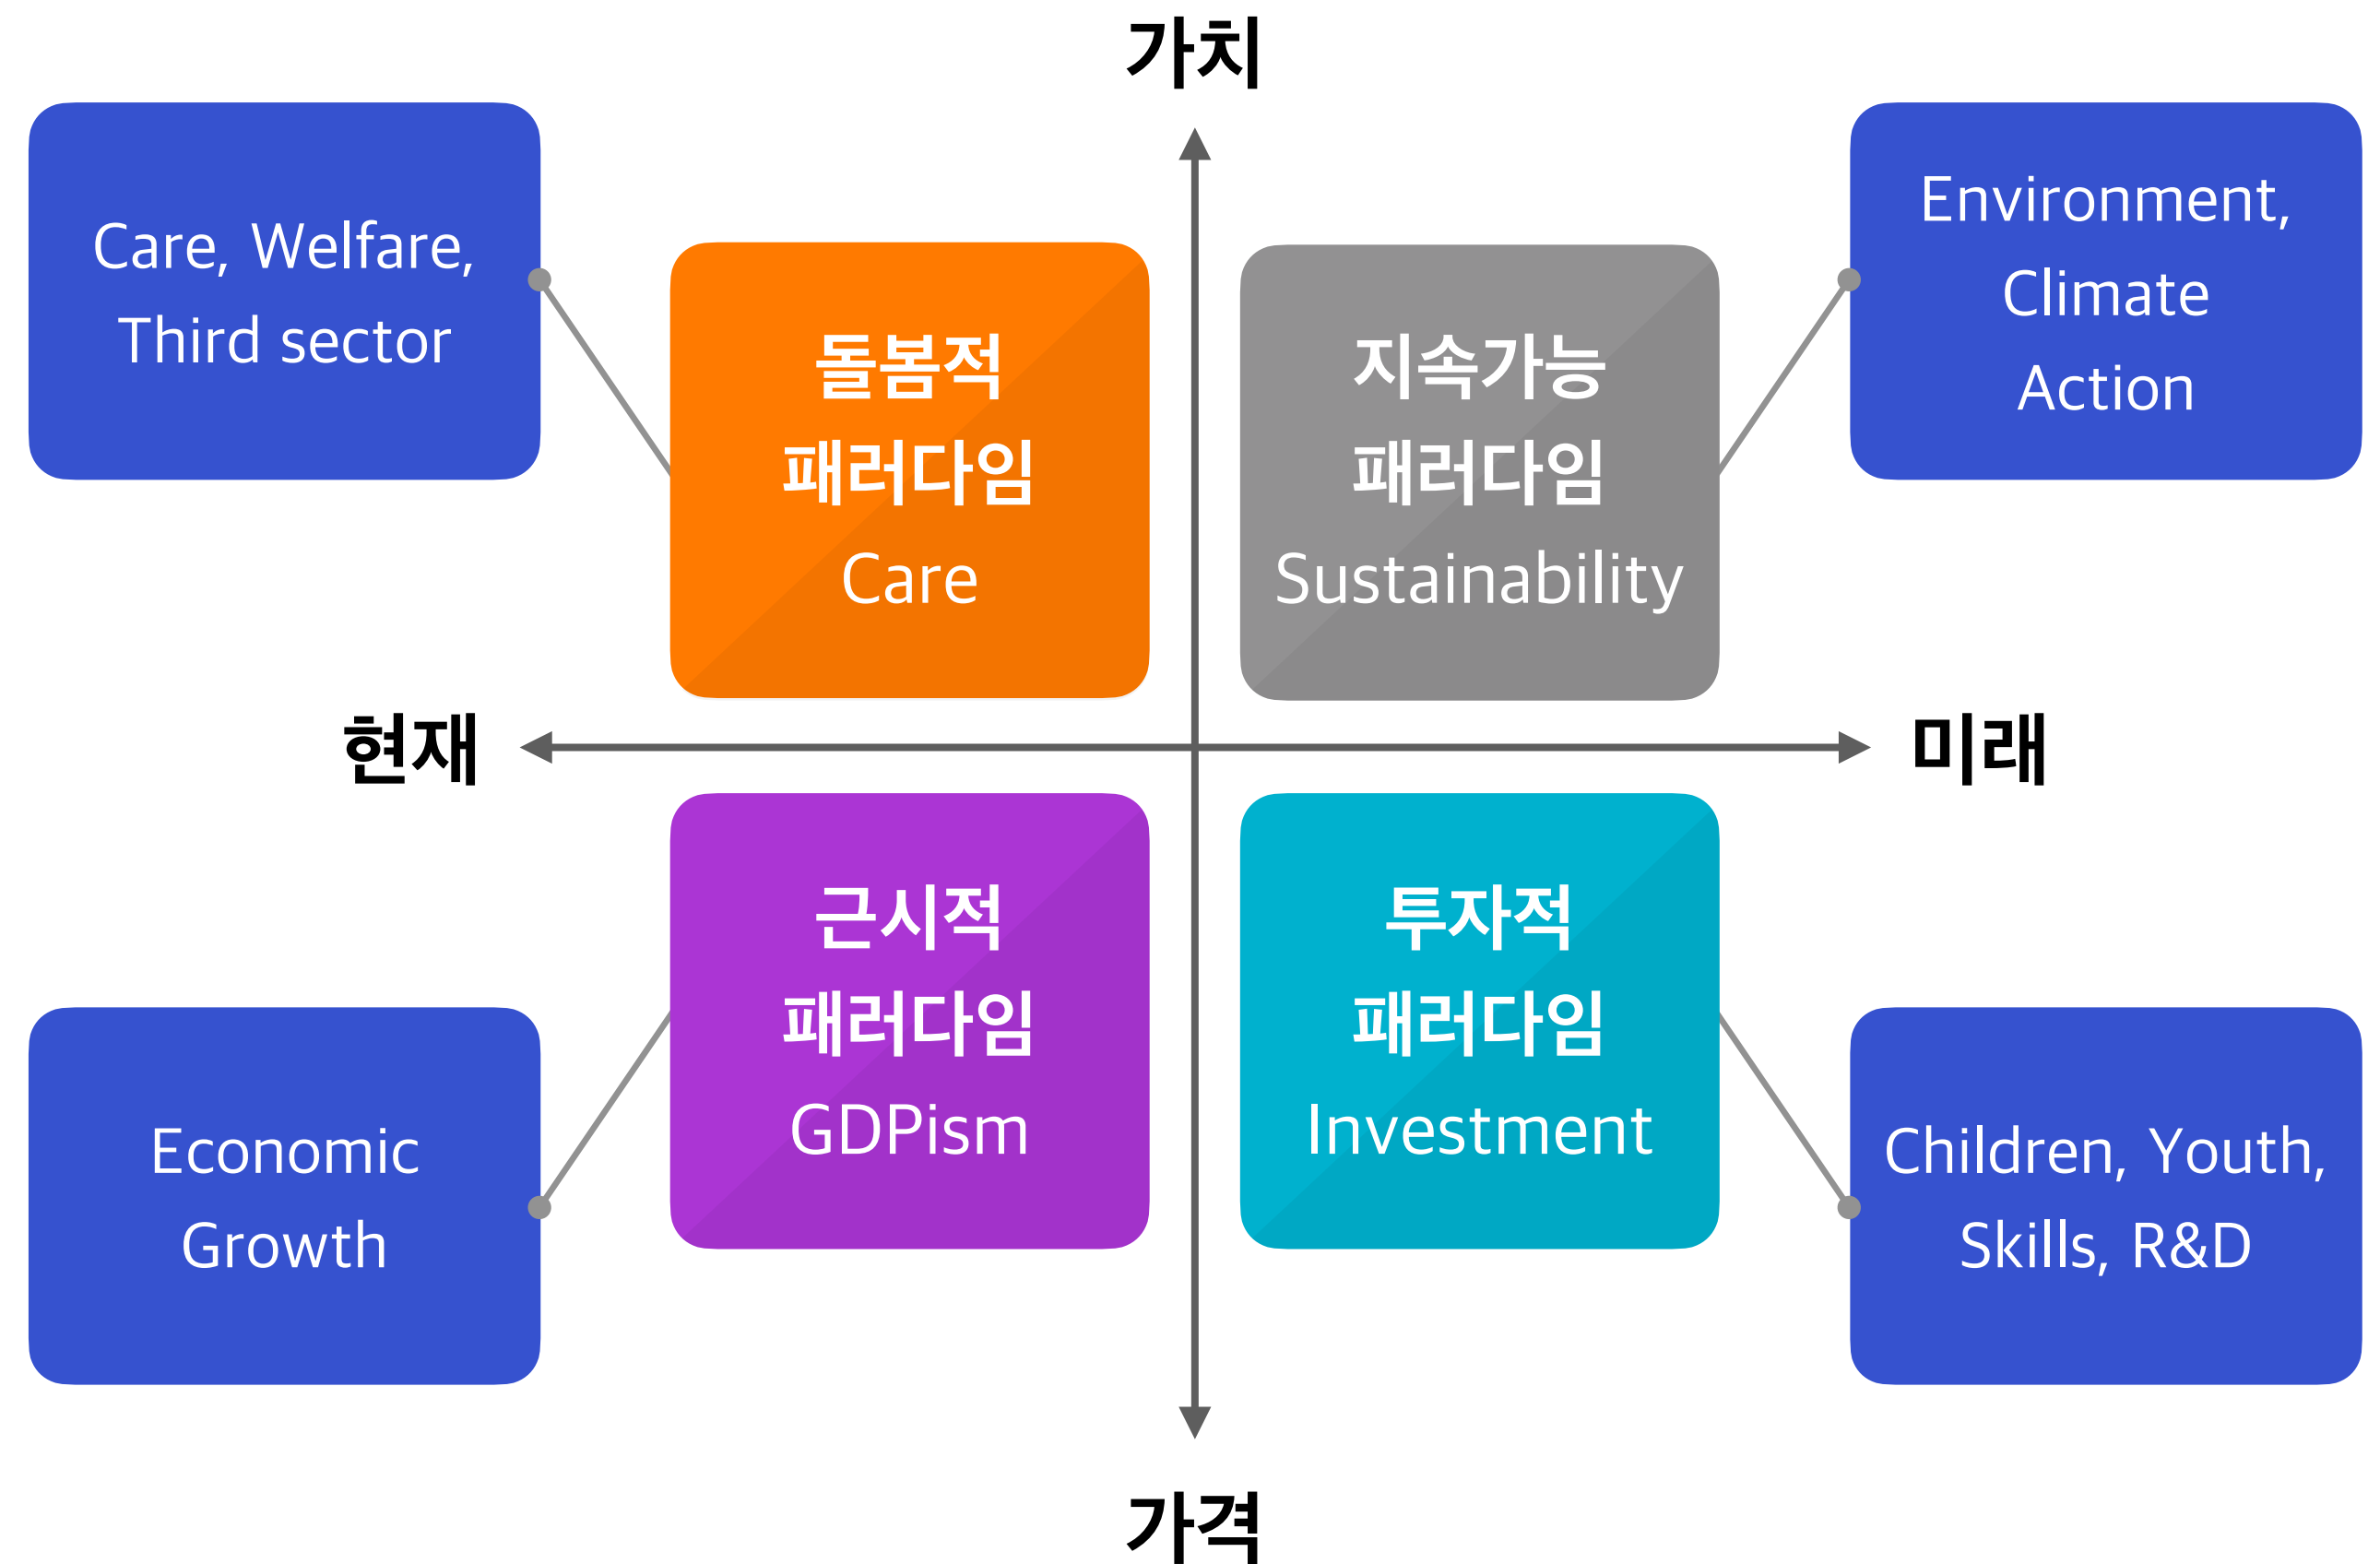 가치
Care, Welfare,
Third sector
돌봄적
패러다임
Care
지속가능
패러다임
Sustainability
Environment,
Climate
Action
현재
미래
Economic
Growth
근시적
패러다임
GDPism
투자적
패러다임
Investment
Children, Youth,
Skills, R&D
가격